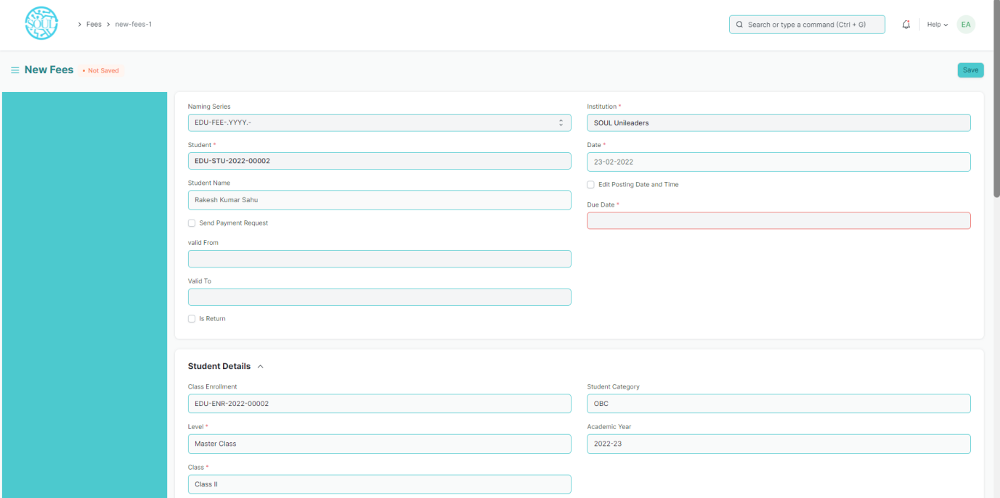 SOUL
Fees
new-fees-1
Search or type a command (Ctrl + G)
Help
EA
New Fees
Not Saved
Save
Naming Series
EDU-FEE-.YYYY.-
Student *
EDU-STU-2022-00002
Student Name
Rakesh Kumar Sahu
Send Payment Request
valid From
Valid To
Is Return
Institution *
SOUL Unileaders
Date *
23-02-2022
Edit Posting Date and Time
Due Date *
Student Details
Class Enrollment
EDU-ENR-2022-00002
Level *
Master Class
Class *
Class II
Student Category
OBC
Academic Year
2022-23